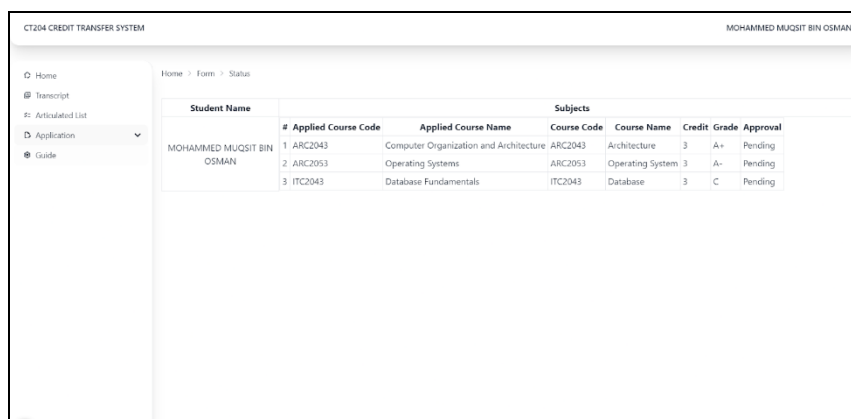 CT204 CREDIT TRANSFER SYSTEM
MOHAMMED MUQSIT BIN OSMAN
Home
Transcript
Articulated List
Application
Guide
Home > Form > Status
Student Name Subjects
# Applied Course Code Applied Course Name Course Code Course Name Credit Grade Approval
MOHAMMED MUQSIT BIN OSMAN
1 ARC2043 Computer Organization and Architecture ARC2043 Architecture 3 A+ Pending
2 ARC2053 Operating Systems ARC2053 Operating System 3 A- Pending
3 ITC2043 Database Fundamentals ITC2043 Database 3 C Pending